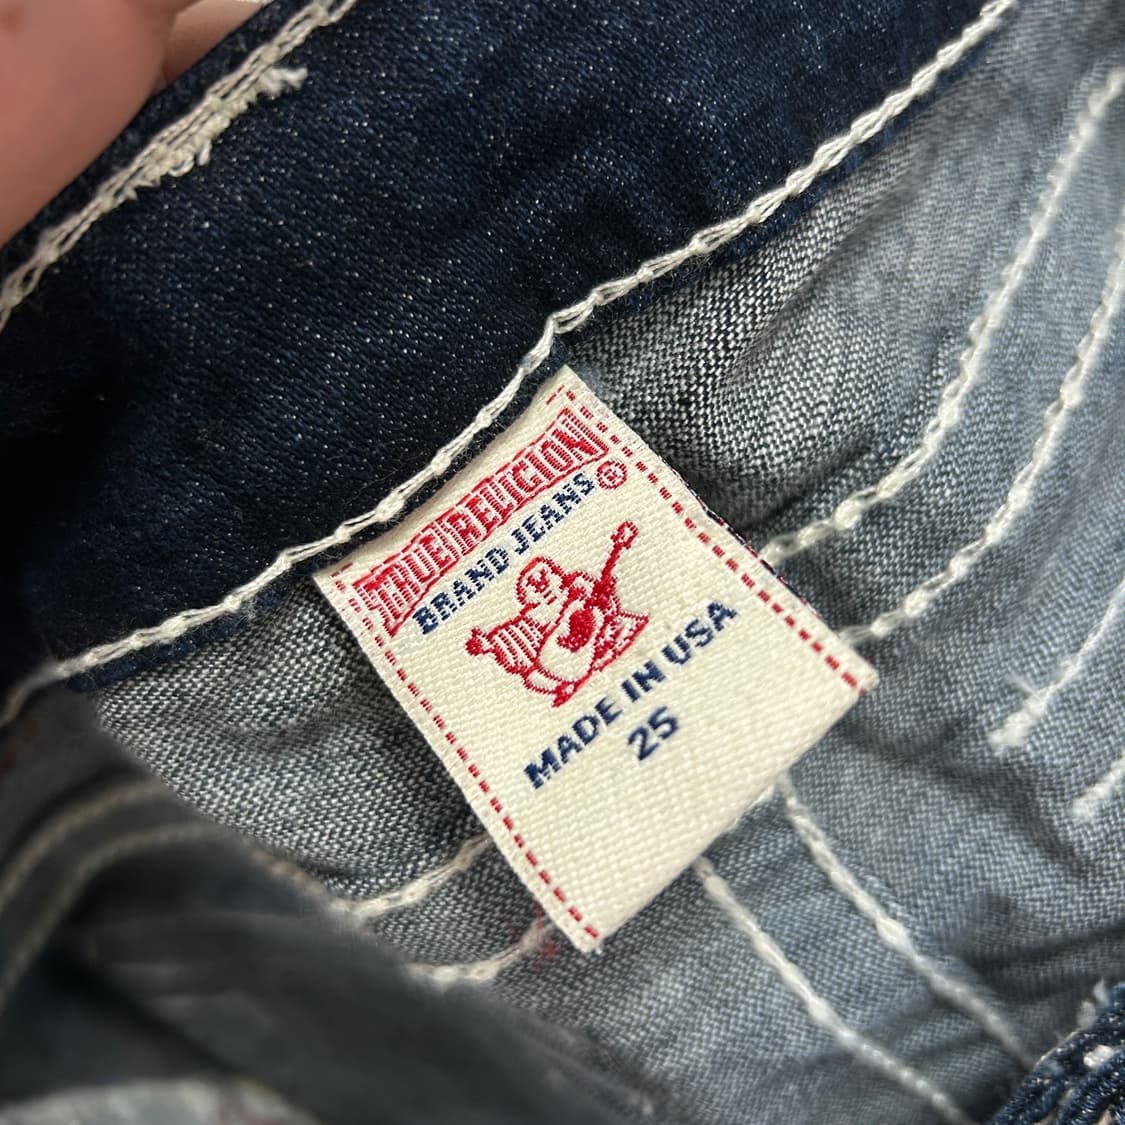 TRUE RELIGION®
BRAND JEANS
MADE IN USA
25